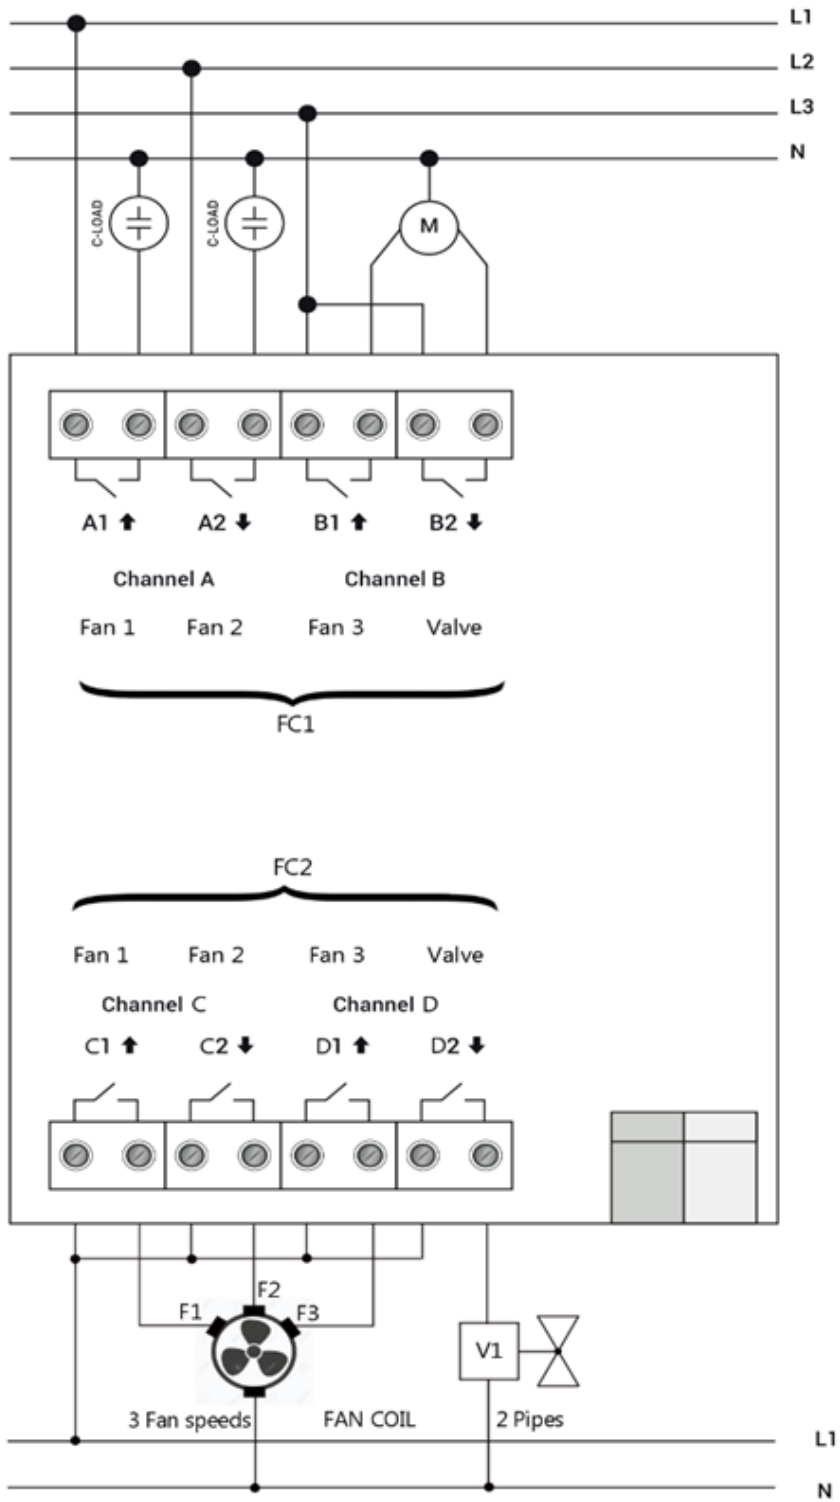 L1
L2
L3
N
C-LOAD
C-LOAD
M
A1 ⬆ A2 ⬇ B1 ⬆ B2 ⬇
Channel A Channel B
Fan 1 Fan 2 Fan 3 Valve
FC1
FC2
Fan 1 Fan 2 Fan 3 Valve
Channel C Channel D
C1 ⬆ C2 ⬇ D1 ⬆ D2 ⬇
F2
F1 F3
V1
3 Fan speeds FAN COIL 2 Pipes
L1
N